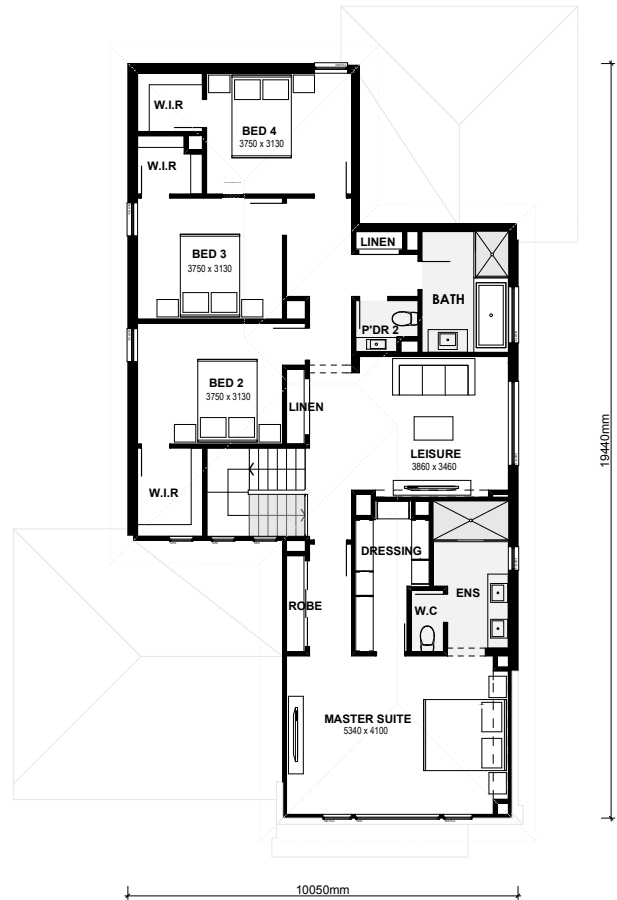 W.I.R
BED 4
3750 x 3130
W.I.R
BED 3
3750 x 3130
LINEN
BATH
P'DR 2
BED 2
3750 x 3130
LINEN
LEISURE
3860 x 3460
19440mm
W.I.R
DRESSING
ENS
ROBE
W.C
MASTER SUITE
5340 x 4100
10050mm